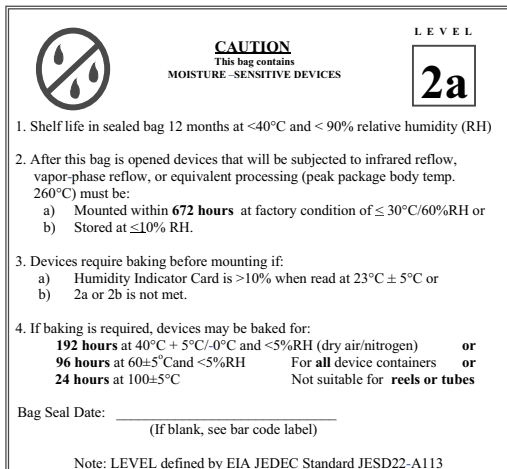 LEVEL
CAUTION
This bag contains
MOISTURE –SENSITIVE DEVICES
2a
1. Shelf life in sealed bag 12 months at <40°C and < 90% relative humidity (RH)
2. After this bag is opened devices that will be subjected to infrared reflow,
vapor-phase reflow, or equivalent processing (peak package body temp.
260°C) must be:
a) Mounted within 672 hours at factory condition of ≤ 30°C/60%RH or
b) Stored at ≤10% RH.
3. Devices require baking before mounting if:
a) Humidity Indicator Card is >10% when read at 23°C ± 5°C or
b) 2a or 2b is not met.
4. If baking is required, devices may be baked for:
192 hours at 40°C + 5°C/-0°C and <5%RH (dry air/nitrogen) or
96 hours at 60±5°Cand <5%RH For all device containers or
24 hours at 100±5°C Not suitable for reels or tubes
Bag Seal Date: ______________________________
(If blank, see bar code label)
Note: LEVEL defined by EIA JEDEC Standard JESD22-A113